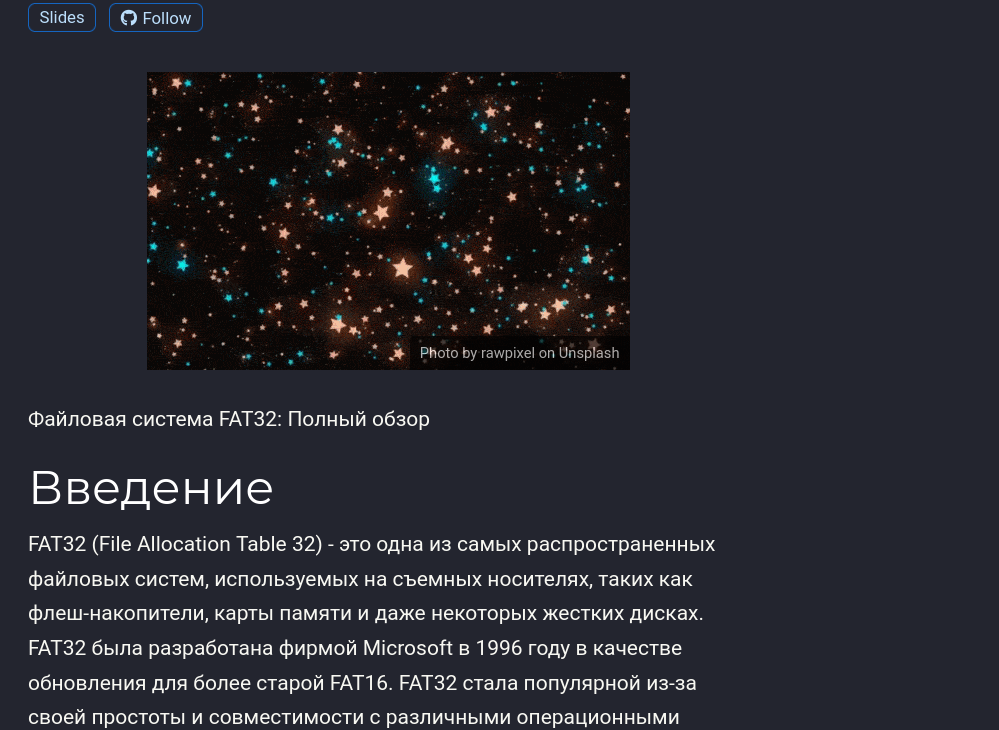 Slides
Follow
Photo by rawpixel on Unsplash
Файловая система FAT32: Полный обзор
Введение
FAT32 (File Allocation Table 32) - это одна из самых распространенных
файловых систем, используемых на съемных носителях, таких как
флеш-накопители, карты памяти и даже некоторых жестких дисках.
FAT32 была разработана фирмой Microsoft в 1996 году в качестве
обновления для более старой FAT16. FAT32 стала популярной из-за
своей простоты и совместимости с различными операционными